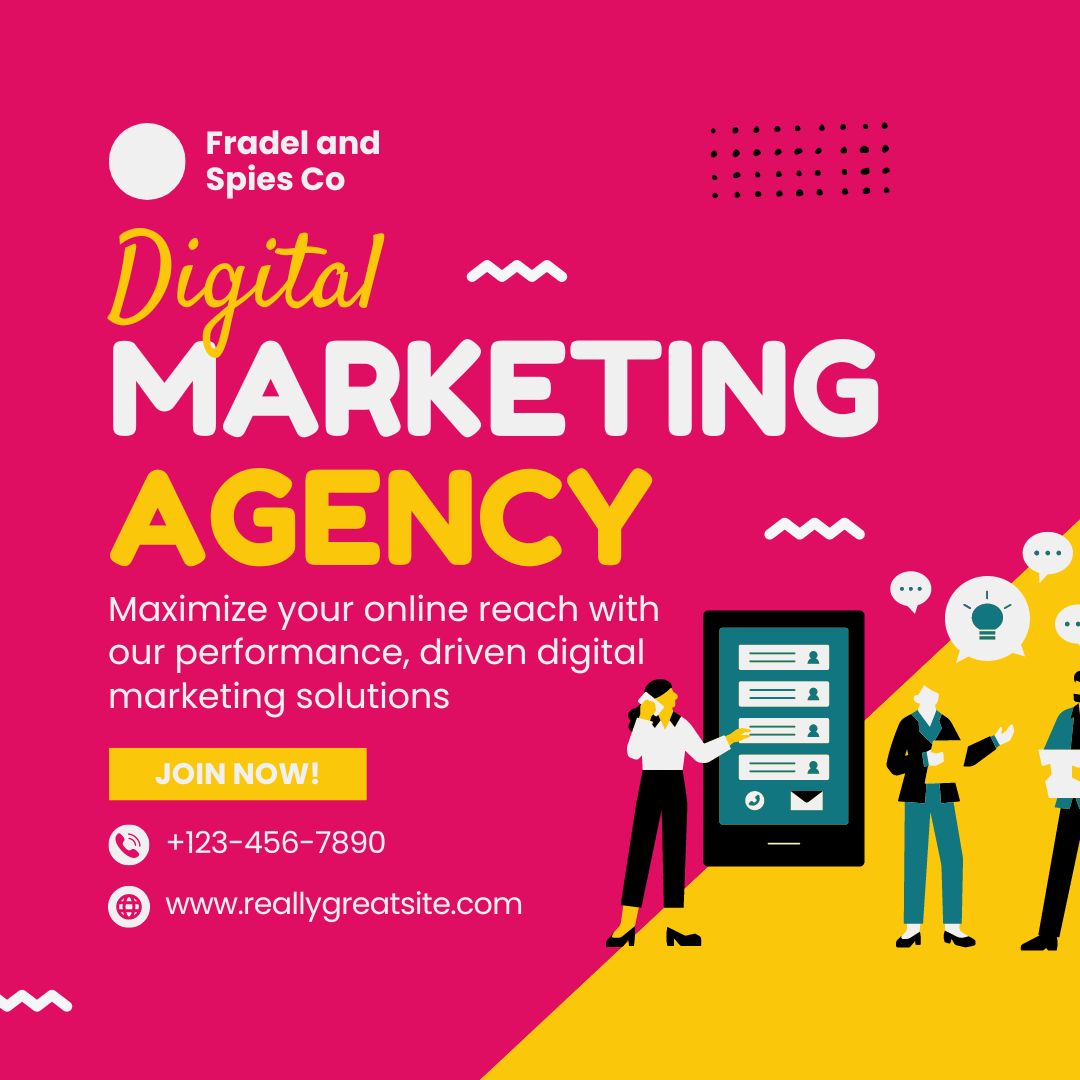 Fradel and
Spies Co
Digital
MARKETING
AGENCY
Maximize your online reach with
our performance, driven digital
marketing solutions
JOIN NOW!
+123-456-7890
www.reallygreatsite.com